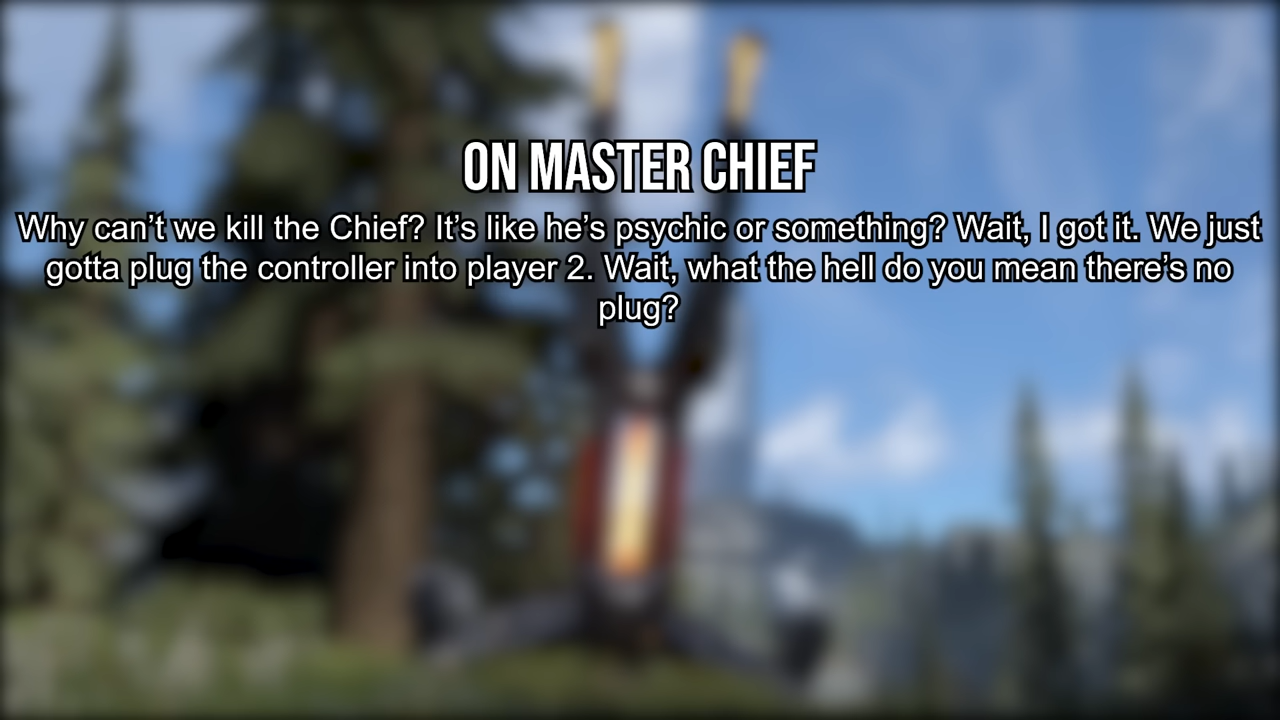 ON MASTER CHIEF
Why can’t we kill the Chief? It’s like he’s psychic or something? Wait, I got it. We just
gotta plug the controller into player 2. Wait, what the hell do you mean there’s no
plug?